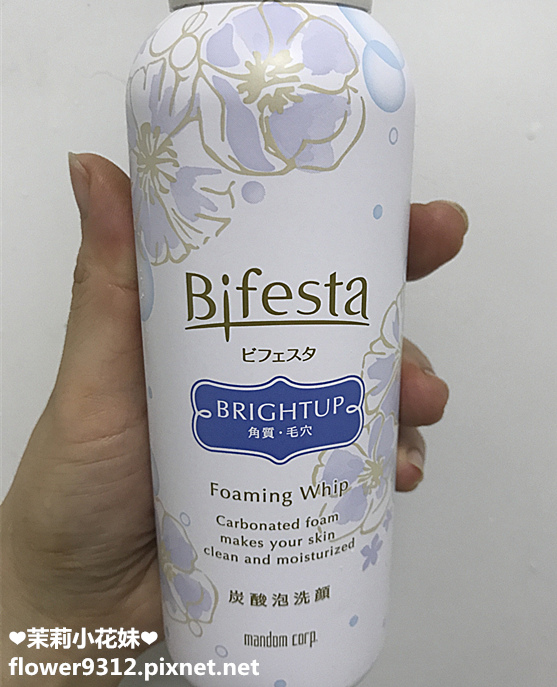 Bifesta
ビフェスタ
BRIGHTUP
角質・毛穴
Foaming Whip
Carbonated foam
makes your skin
clean and moisturized
炭酸泡洗顔
mandom corp.
❤茉莉小花妹❤
flower9312.pixnet.net